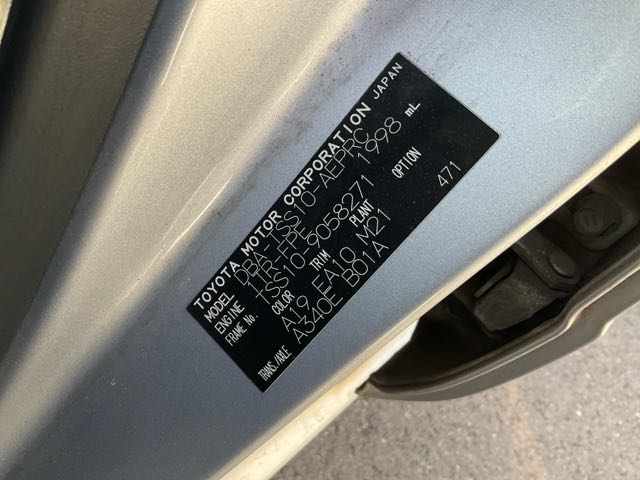 TOYOTA MOTOR CORPORATION JAPAN
MODEL DBA-TSS10-AEPRC
ENGINE 1TR-FPE 1998 mL
FRAME No. TSS10-9058271
COLOR TRIM PLANT OPTION
A19 EA10 M21 471
TRANS./AXLE A340E B01A